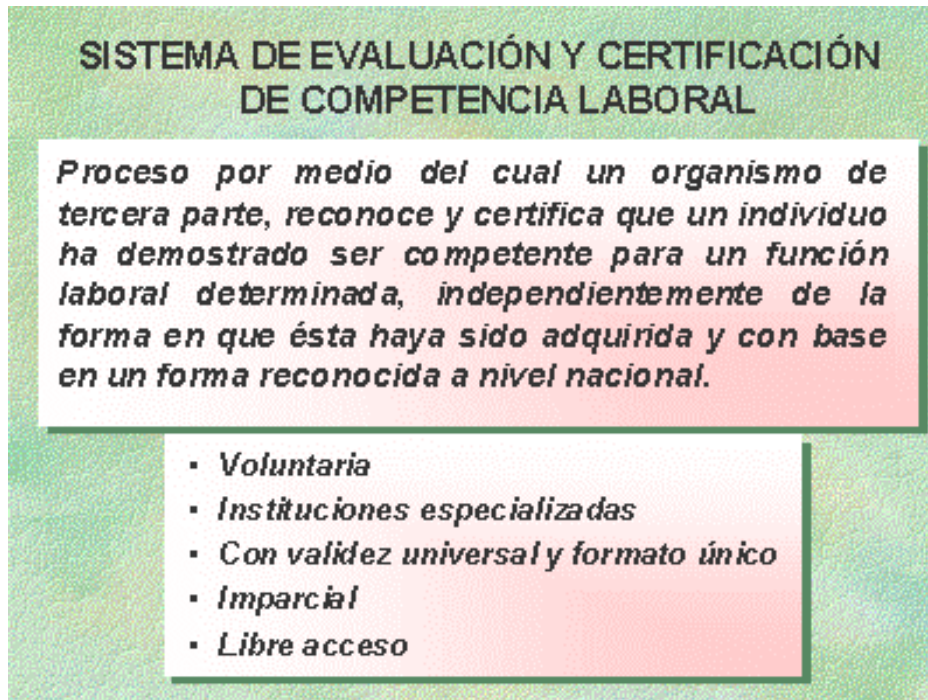 SISTEMA DE EVALUACIÓN Y CERTIFICACIÓN
DE COMPETENCIA LABORAL
Proceso por medio del cual un organismo de
tercera parte, reconoce y certifica que un individuo
ha demostrado ser competente para un función
laboral determinada, independientemente de la
forma en que ésta haya sido adquirida y con base
en un forma reconocida a nivel nacional.
▪ Voluntaria
▪ Instituciones especializadas
▪ Con validez universal y formato único
▪ Imparcial
▪ Libre acceso